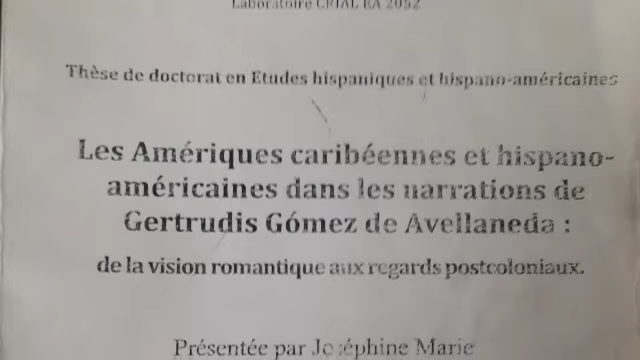 Laboratoire CRIAL EA 2052
Thèse de doctorat en Etudes hispaniques et hispano-américaines
Les Amériques caribéennes et hispano-
américaines dans les narrations de
Gertrudis Gómez de Avellaneda :
de la vision romantique aux regards postcoloniaux.
Présentée par Joséphine Marie